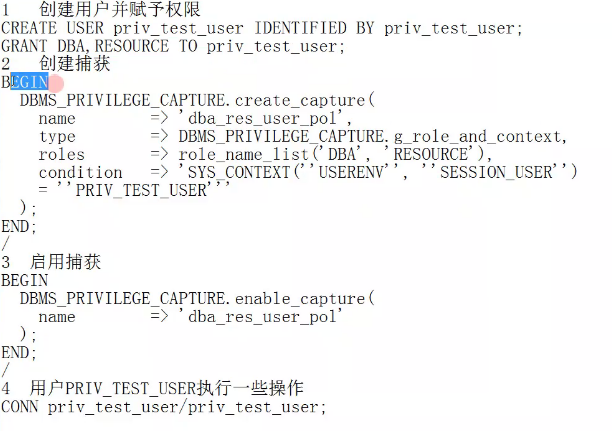 1   创建用户并赋予权限
CREATE USER priv_test_user IDENTIFIED BY priv_test_user;
GRANT DBA,RESOURCE TO priv_test_user;
2   创建捕获
BEGIN
  DBMS_PRIVILEGE_CAPTURE.create_capture(
    name        => 'dba_res_user_pol',
    type        => DBMS_PRIVILEGE_CAPTURE.g_role_and_context,
    roles       => role_name_list('DBA', 'RESOURCE'),
    condition   => 'SYS_CONTEXT(''USERENV'', ''SESSION_USER'')
    = ''PRIV_TEST_USER'''
  );
END;
/
3  启用捕获
BEGIN
  DBMS_PRIVILEGE_CAPTURE.enable_capture(
    name        => 'dba_res_user_pol'
  );
END;
/
4  用户PRIV_TEST_USER执行一些操作
CONN priv_test_user/priv_test_user;